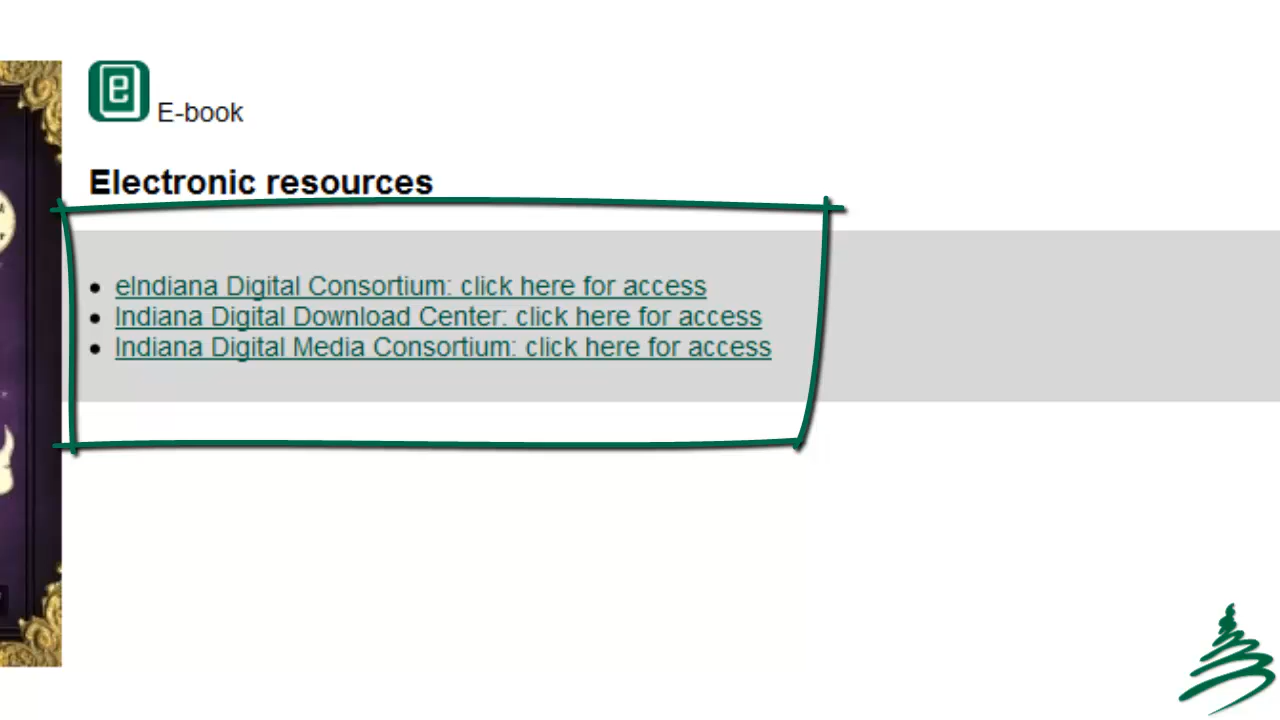 E-book
Electronic resources
eIndiana Digital Consortium: click here for access
Indiana Digital Download Center: click here for access
Indiana Digital Media Consortium: click here for access